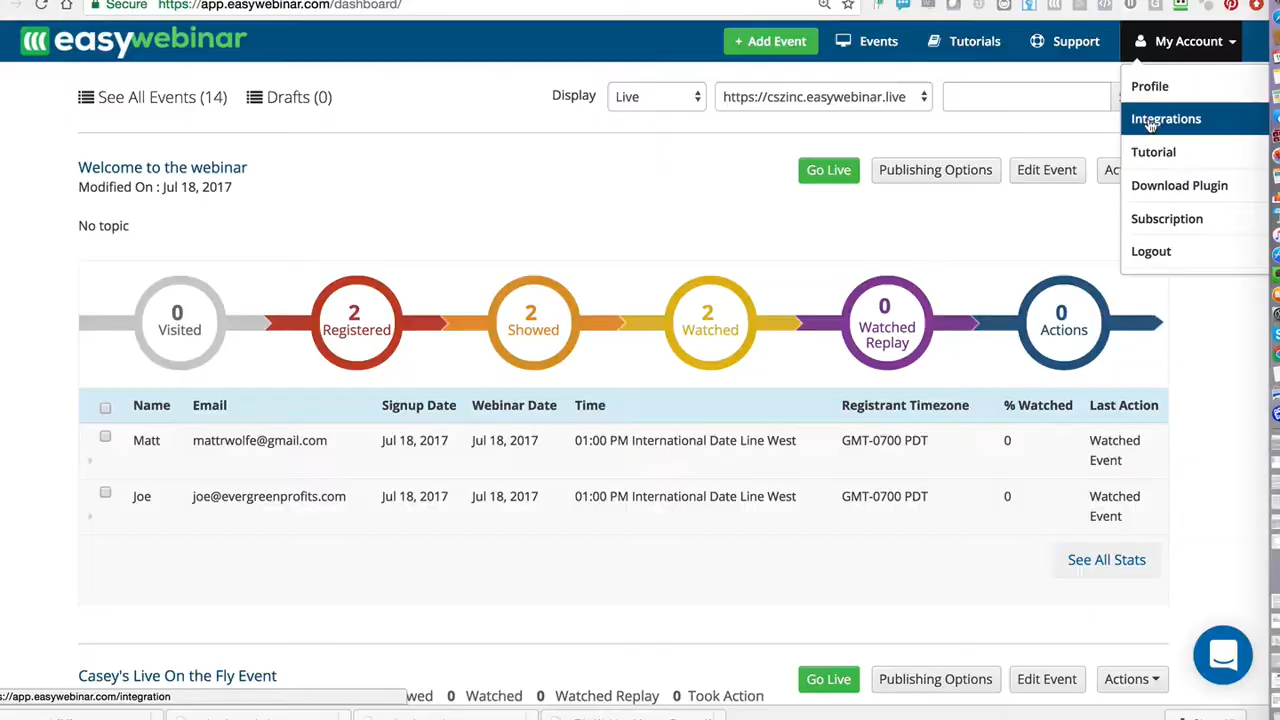 Secure https://app.easywebinar.com/dashboard/
easywebinar
+ Add Event
Events
Tutorials
Support
My Account
See All Events (14)
Drafts (0)
Display
Live
https://cszinc.easywebinar.live
Profile
Integrations
Tutorial
Download Plugin
Subscription
Logout
Welcome to the webinar
Modified On : Jul 18, 2017
Go Live
Publishing Options
Edit Event
No topic
0 Visited
2 Registered
2 Showed
2 Watched
0 Watched Replay
0 Actions
Name Email Signup Date Webinar Date Time Registrant Timezone % Watched Last Action
Matt mattrwolfe@gmail.com Jul 18, 2017 Jul 18, 2017 01:00 PM International Date Line West GMT-0700 PDT 0 Watched Event
Joe joe@evergreenprofits.com Jul 18, 2017 Jul 18, 2017 01:00 PM International Date Line West GMT-0700 PDT 0 Watched Event
See All Stats
Casey's Live On the Fly Event
Go Live
Publishing Options
Edit Event
Actions
s://app.easywebinar.com/integration
0 Watched 0 Watched Replay 0 Took Action